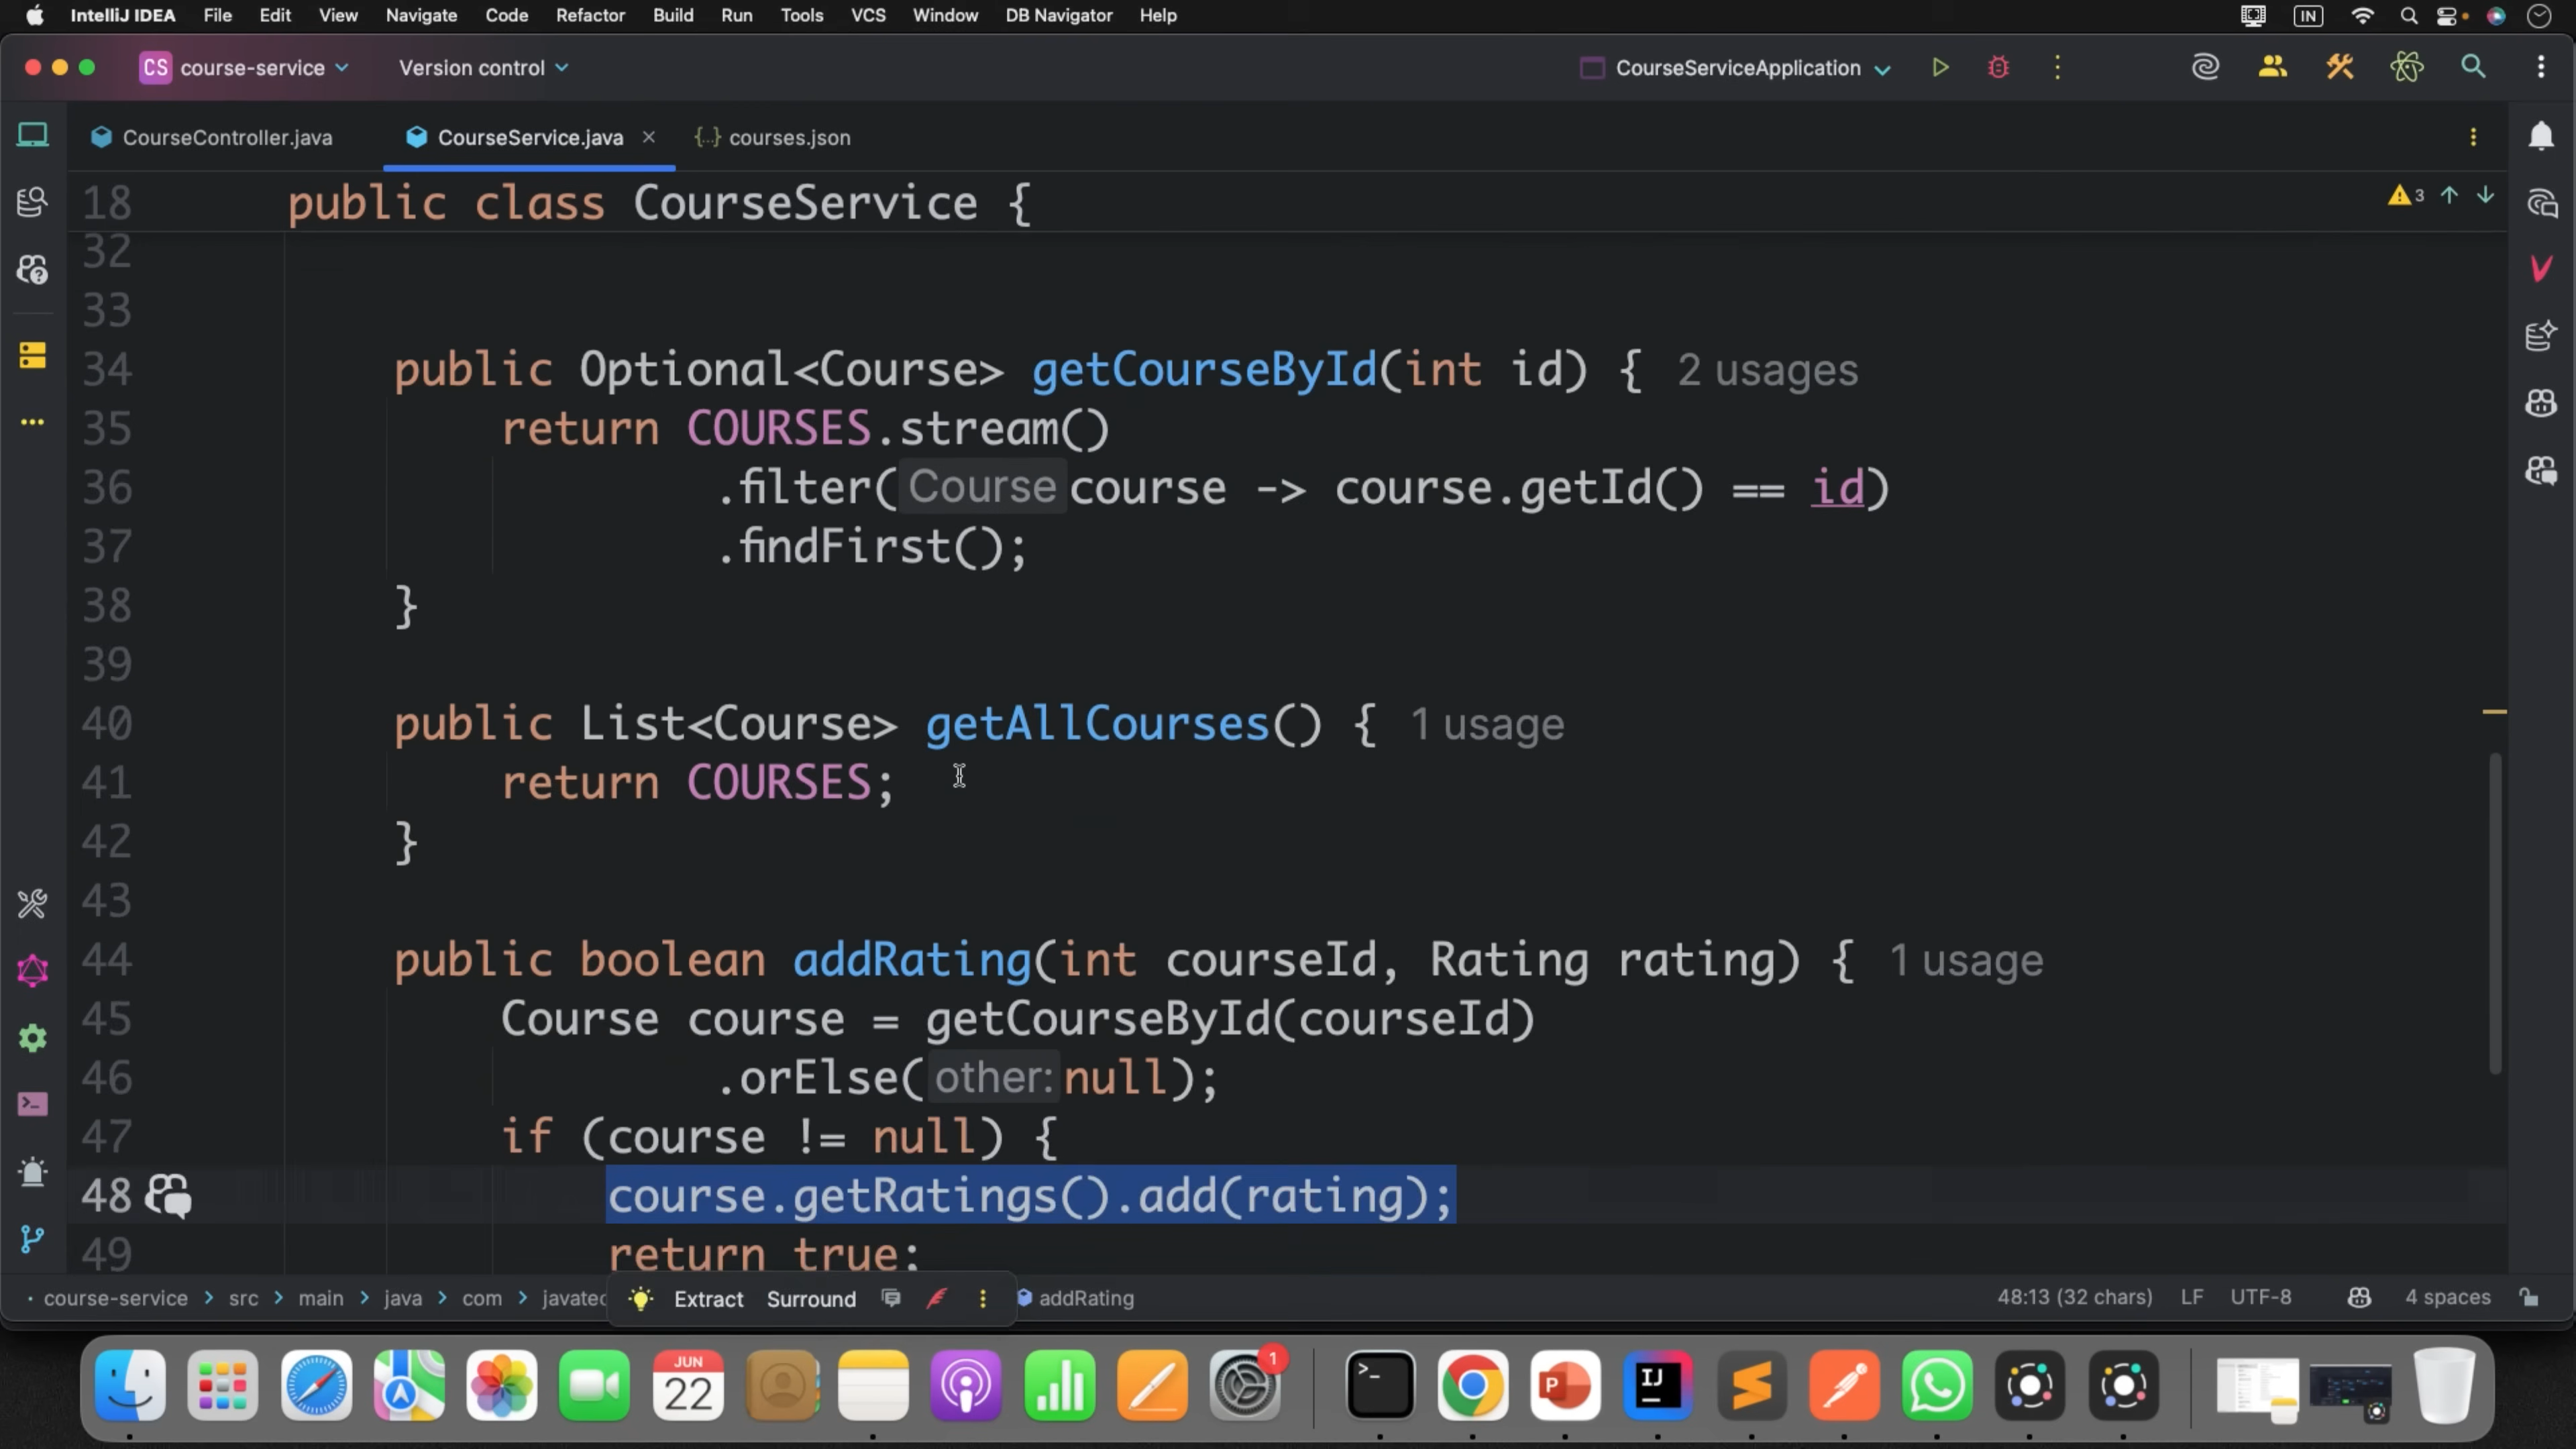 IntelliJ IDEA File Edit View Navigate Code Refactor Build Run Tools VCS Window DB Navigator Help IN
CS course-service Version control CourseServiceApplication
CourseController.java CourseService.java {..} courses.json
18 public class CourseService { 3
32
33
34 public Optional<Course> getCourseById(int id) { 2 usages
35 return COURSES.stream()
36 .filter( Course course -> course.getId() == id)
37 .findFirst();
38 }
39
40 public List<Course> getAllCourses() { 1 usage
41 return COURSES;
42 }
43
44 public boolean addRating(int courseId, Rating rating) { 1 usage
45 Course course = getCourseById(courseId)
46 .orElse( other: null);
47 if (course != null) {
48 course.getRatings().add(rating);
49 return true;
course-service > src > main > java > com > javatec Extract Surround addRating 48:13 (32 chars) LF UTF-8 4 spaces
JUN
22
1
>_
P
IJ